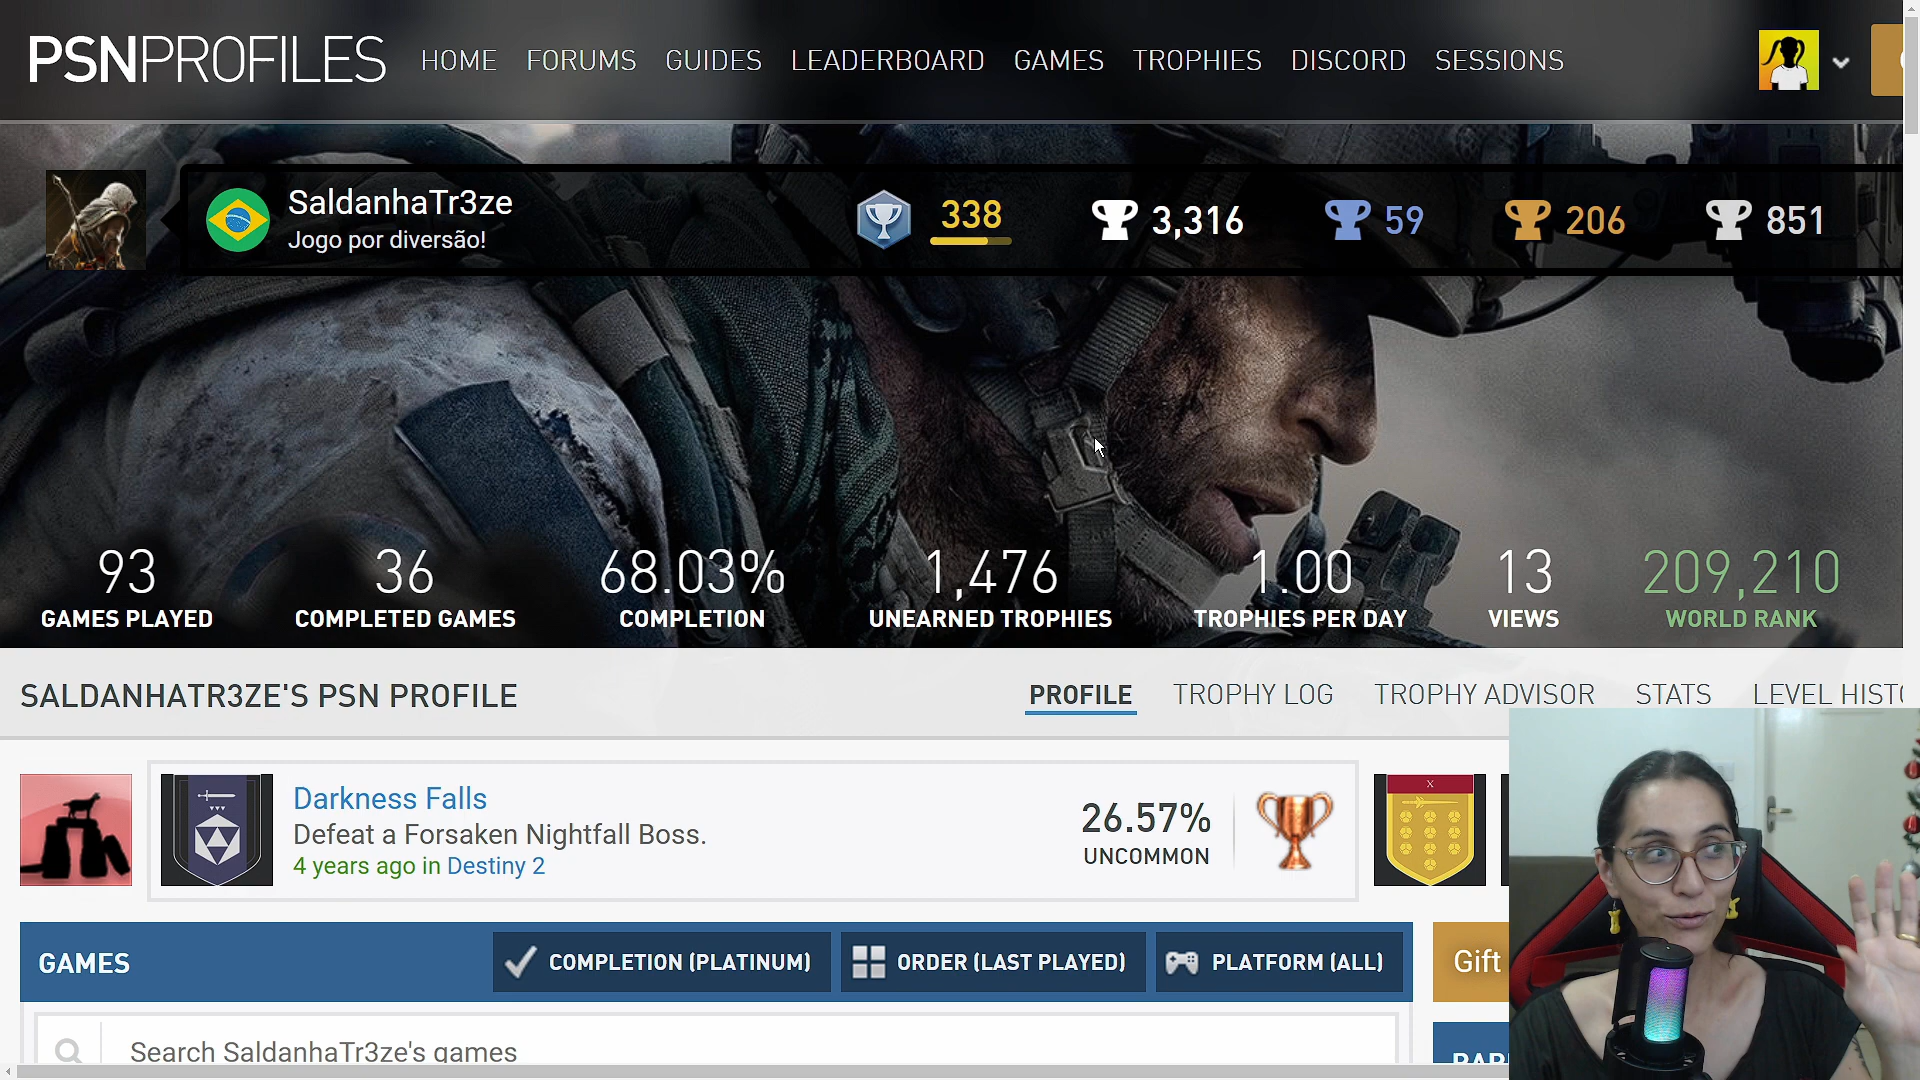 PSNPROFILES HOME FORUMS GUIDES LEADERBOARD GAMES TROPHIES DISCORD SESSIONS
SaldanhaTr3ze
Jogo por diversão!
338 3,316 59 206 851
93 36 68.03% 1,476 1.00 13 209,210
GAMES PLAYED COMPLETED GAMES COMPLETION UNEARNED TROPHIES TROPHIES PER DAY VIEWS WORLD RANK
SALDANHATR3ZE'S PSN PROFILE PROFILE TROPHY LOG TROPHY ADVISOR STATS LEVEL
Darkness Falls
Defeat a Forsaken Nightfall Boss.
4 years ago in Destiny 2
26.57%
UNCOMMON
X
GAMES COMPLETION (PLATINUM) ORDER (LAST PLAYED) PLATFORM (ALL)
Gift
Search SaldanhaTr3ze's games